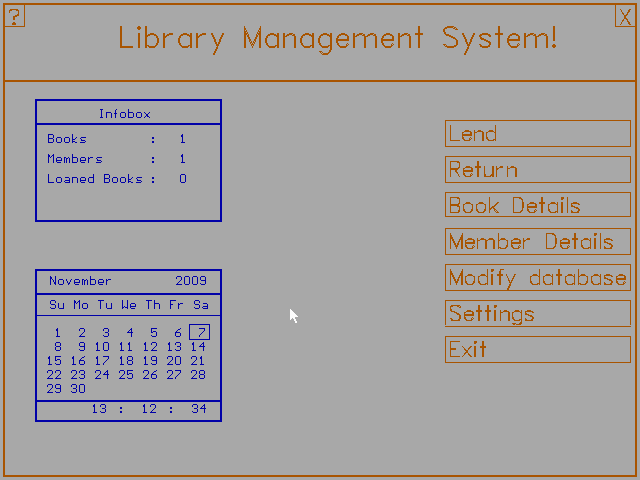 ?
X
Library Management System!
Infobox
Books : 1
Members : 1
Loaned Books : 0
November 2009
Su Mo Tu We Th Fr Sa
1 2 3 4 5 6 7
8 9 10 11 12 13 14
15 16 17 18 19 20 21
22 23 24 25 26 27 28
29 30
13 : 12 : 34
Lend
Return
Book Details
Member Details
Modify database
Settings
Exit